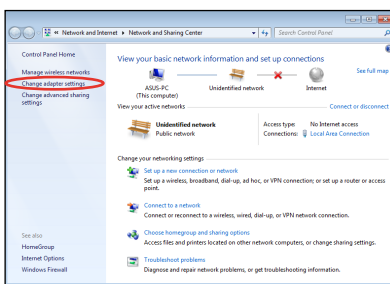 « Network and Internet ▸ Network and Sharing Center
Search Control Panel
Control Panel Home
Manage wireless networks
Change adapter settings
Change advanced sharing
settings
See also
HomeGroup
Internet Options
Windows Firewall
View your basic network information and set up connections
See full map
ASUS-PC
(This computer)
Unidentified network
Internet
View your active networks
Connect or disconnect
Unidentified network
Public network
Access type: No Internet access
Connections: Local Area Connection
Change your networking settings
Set up a new connection or network
Set up a wireless, broadband, dial-up, ad hoc, or VPN connection; or set up a router or access
point.
Connect to a network
Connect or reconnect to a wireless, wired, dial-up, or VPN network connection.
Choose homegroup and sharing options
Access files and printers located on other network computers, or change sharing settings.
Troubleshoot problems
Diagnose and repair network problems, or get troubleshooting information.